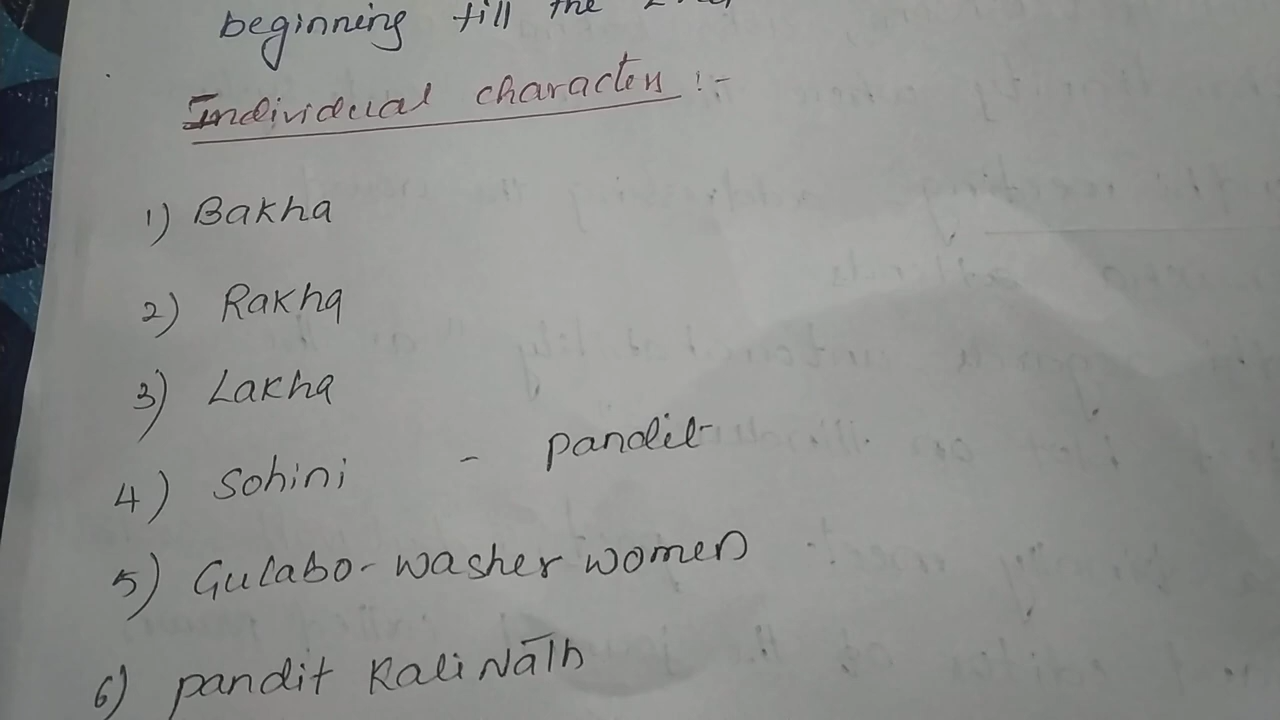 beginning till the
Individual characters :-
1) Bakha
2) Rakha
3) Lakha
4) Sohini - pandit
5) Gulabo - washer women
6) pandit Kali Nāth